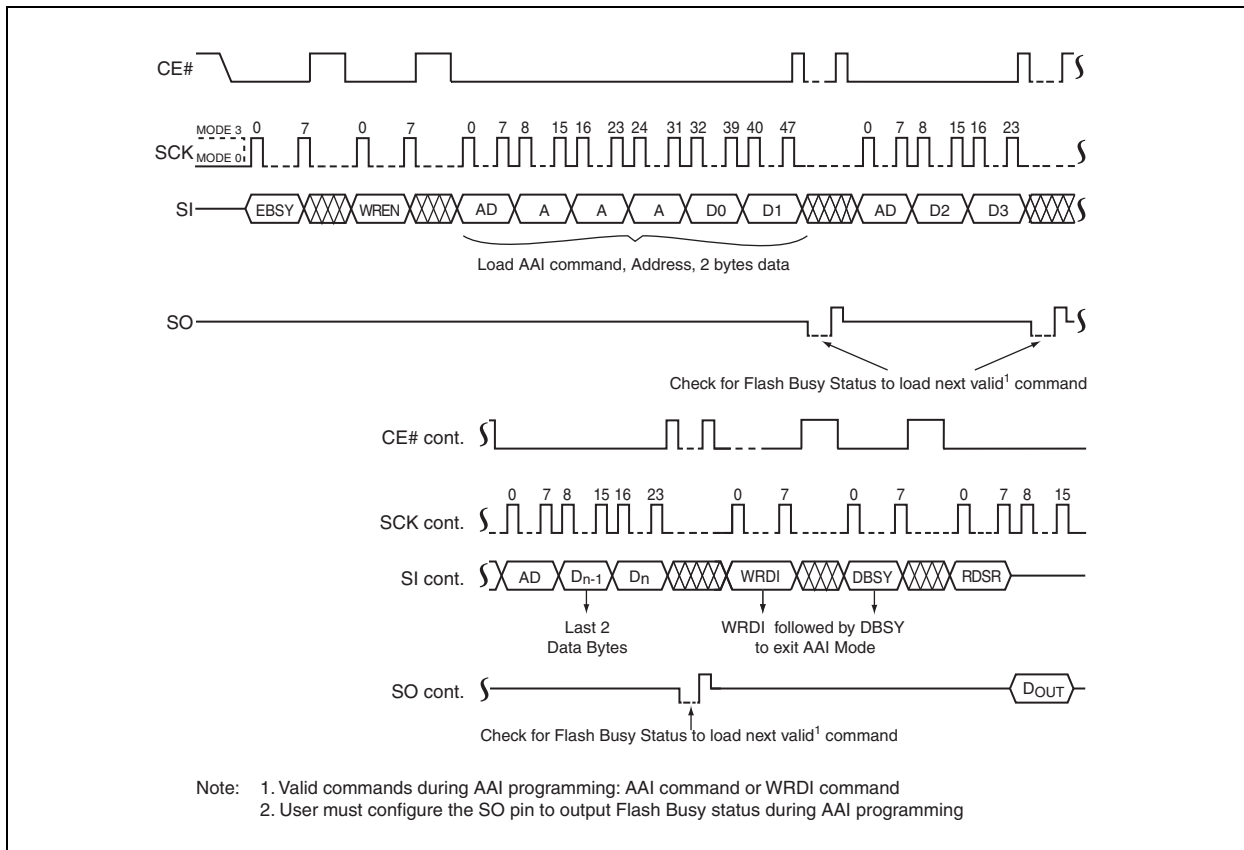 CE#
MODE 3
SCK
MODE 0
0 7 0 7 0 7 8 15 16 23 24 31 32 39 40 47 0 7 8 15 16 23
SI
EBSY WREN AD A A A D0 D1 AD D2 D3
Load AAI command, Address, 2 bytes data
SO
Check for Flash Busy Status to load next valid1 command
CE# cont.
0 7 8 15 16 23 0 7 0 7 0 7 8 15
SCK cont.
SI cont.
AD Dn-1 Dn WRDI DBSY RDSR
Last 2
Data Bytes
WRDI followed by DBSY
to exit AAI Mode
SO cont.
DOUT
Check for Flash Busy Status to load next valid1 command
Note: 1. Valid commands during AAI programming: AAI command or WRDI command
2. User must configure the SO pin to output Flash Busy status during AAI programming